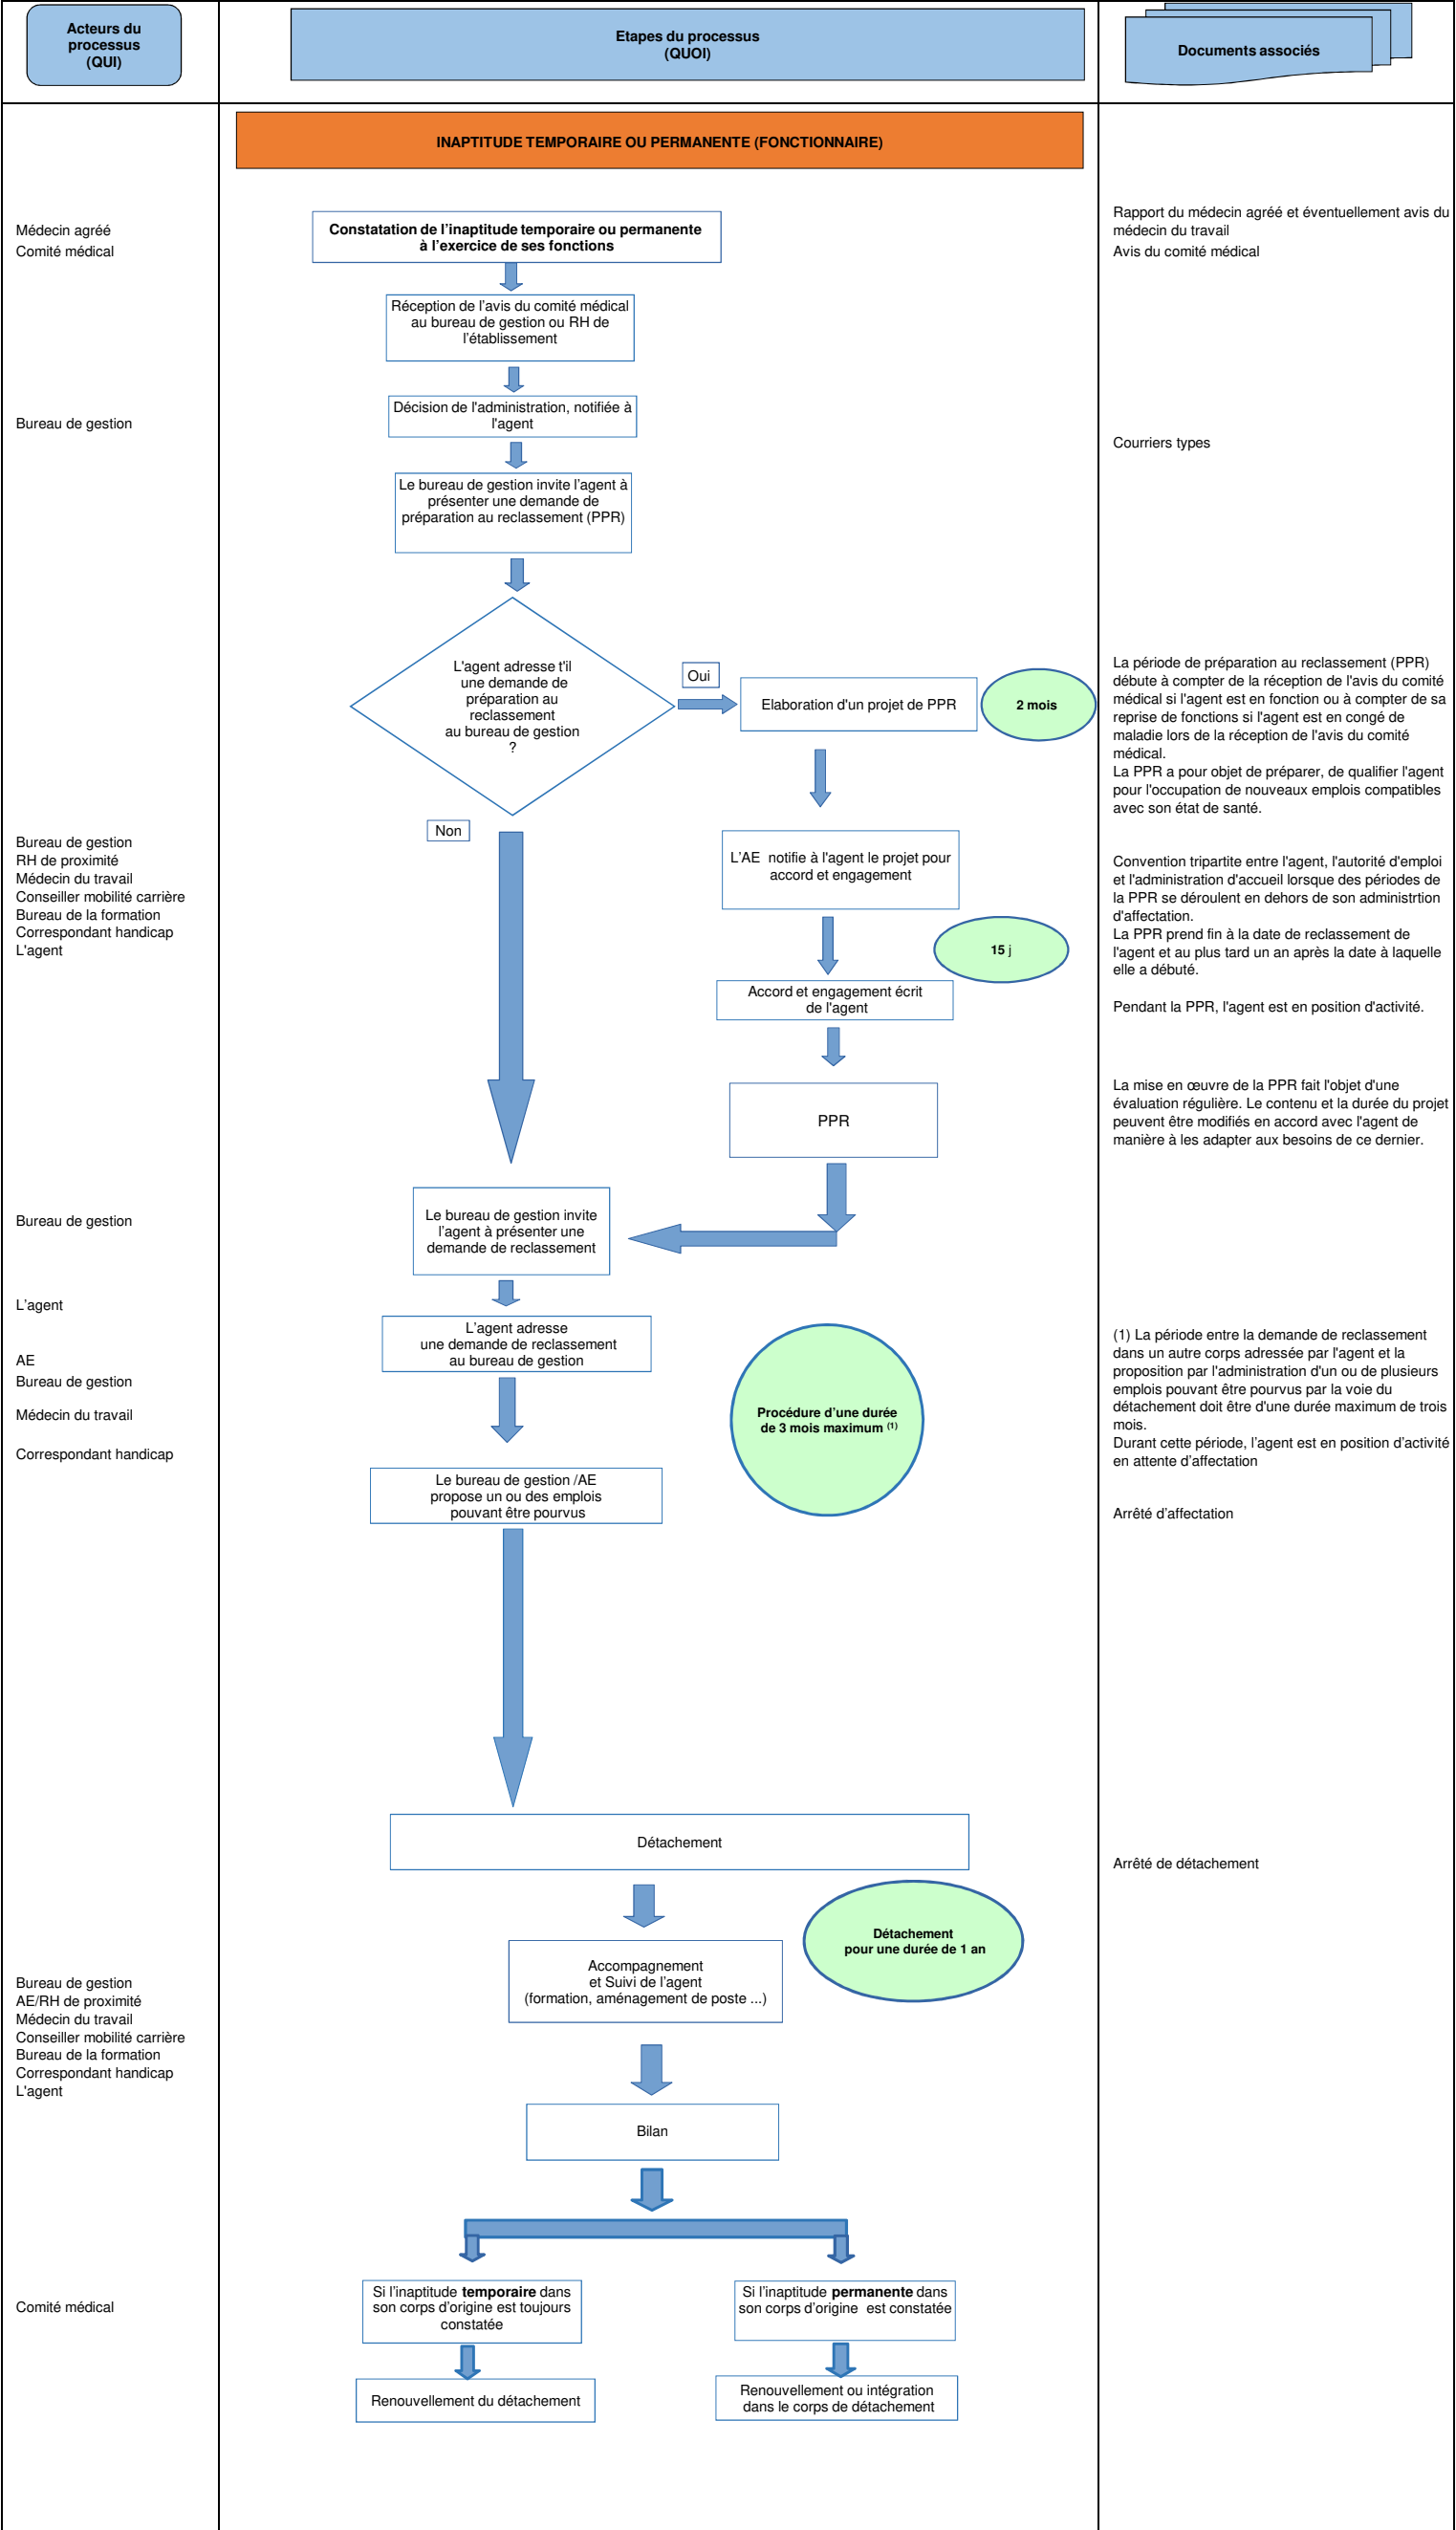 Acteurs du
processus
(QUI)
Etapes du processus
(QUOI)
Documents associés
INAPTITUDE TEMPORAIRE OU PERMANENTE (FONCTIONNAIRE)
Médecin agréé
Comité médical
Constatation de l'inaptitude temporaire ou permanente
à l'exercice de ses fonctions
Rapport du médecin agréé et éventuellement avis du
médecin du travail
Avis du comité médical
Réception de l'avis du comité médical
au bureau de gestion ou RH de
l'établissement
Bureau de gestion
Décision de l'administration, notifiée à
l'agent
Courriers types
Le bureau de gestion invite l'agent à
présenter une demande de
préparation au reclassement (PPR)
L'agent adresse t'il
une demande de
préparation au
reclassement
au bureau de gestion
?
Oui
Elaboration d'un projet de PPR
2 mois
La période de préparation au reclassement (PPR)
débute à compter de la réception de l'avis du comité
médical si l'agent est en fonction ou à compter de sa
reprise de fonctions si l'agent est en congé de
maladie lors de la réception de l'avis du comité
médical.
La PPR a pour objet de préparer, de qualifier l'agent
pour l'occupation de nouveaux emplois compatibles
avec son état de santé.
Non
Bureau de gestion
RH de proximité
Médecin du travail
Conseiller mobilité carrière
Bureau de la formation
Correspondant handicap
L'agent
L'AE  notifie à l'agent le projet pour
accord et engagement
15 j
Accord et engagement écrit
de l'agent
Convention tripartite entre l'agent, l'autorité d'emploi
et l'administration d'accueil lorsque des périodes de
la PPR se déroulent en dehors de son administrtion
d'affectation.
La PPR prend fin à la date de reclassement de
l'agent et au plus tard un an après la date à laquelle
elle a débuté.
Pendant la PPR, l'agent est en position d'activité.
PPR
La mise en œuvre de la PPR fait l'objet d'une
évaluation régulière. Le contenu et la durée du projet
peuvent être modifiés en accord avec l'agent de
manière à les adapter aux besoins de ce dernier.
Bureau de gestion
Le bureau de gestion invite
l'agent à présenter une
demande de reclassement
L'agent
L'agent adresse
une demande de reclassement
au bureau de gestion
AE
Bureau de gestion
Médecin du travail
Correspondant handicap
Procédure d'une durée
de 3 mois maximum (1)
(1) La période entre la demande de reclassement
dans un autre corps adressée par l'agent et la
proposition par l'administration d'un ou de plusieurs
emplois pouvant être pourvus par la voie du
détachement doit être d'une durée maximum de trois
mois.
Durant cette période, l'agent est en position d'activité
en attente d'affectation
Le bureau de gestion /AE
propose un ou des emplois
pouvant être pourvus
Arrêté d'affectation
Détachement
Arrêté de détachement
Détachement
pour une durée de 1 an
Accompagnement
et Suivi de l'agent
(formation, aménagement de poste ...)
Bureau de gestion
AE/RH de proximité
Médecin du travail
Conseiller mobilité carrière
Bureau de la formation
Correspondant handicap
L'agent
Bilan
Comité médical
Si l'inaptitude temporaire dans
son corps d'origine est toujours
constatée
Si l'inaptitude permanente dans
son corps d'origine  est constatée
Renouvellement du détachement
Renouvellement ou intégration
dans le corps de détachement